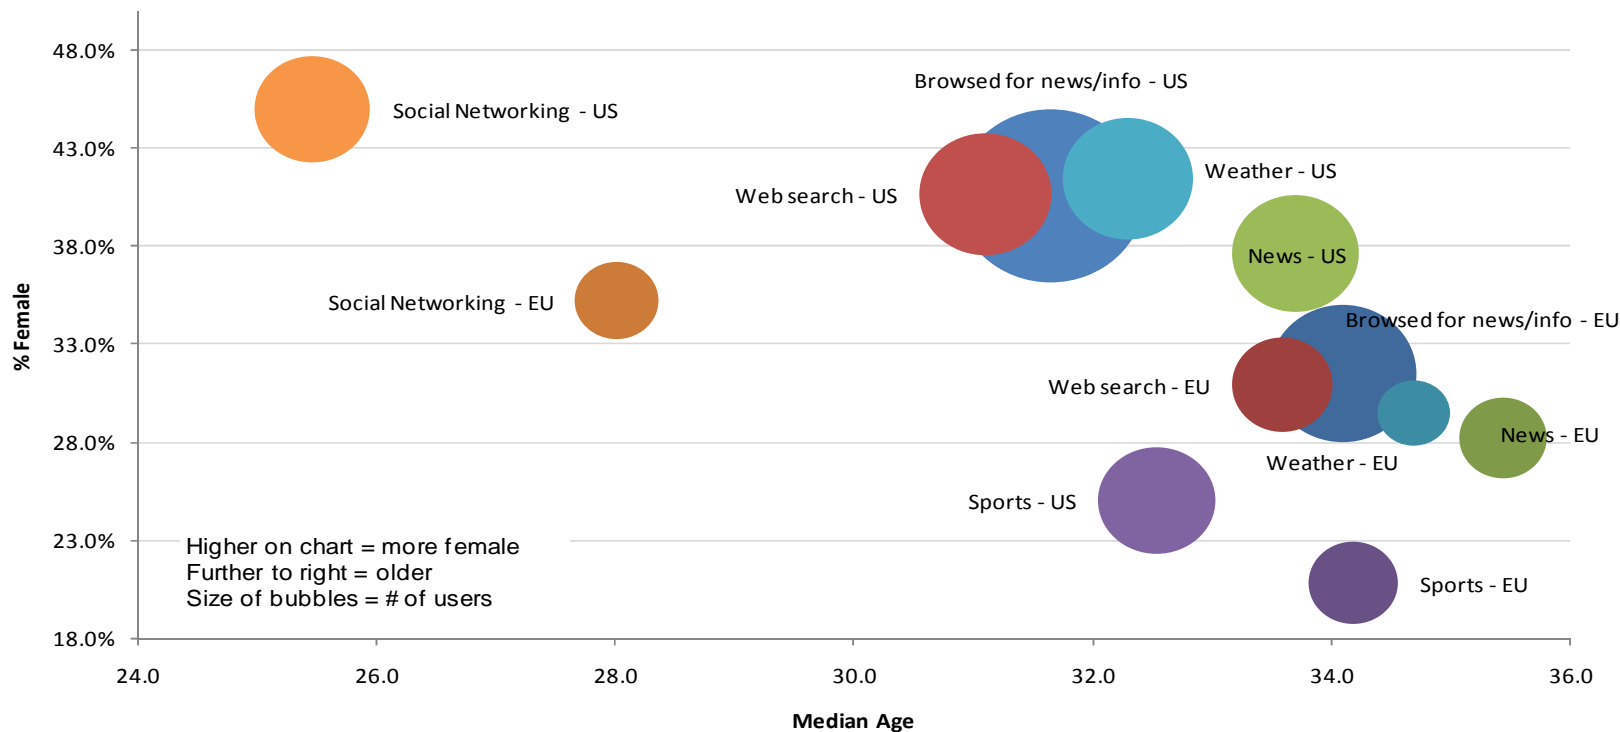 48.0%
43.0%
38.0%
33.0%
28.0%
23.0%
18.0%
% Female
Browsed for news/info - US
Social Networking - US
Weather - US
Web search - US
News - US
Social Networking - EU
Browsed for news/info - EU
Web search - EU
News - EU
Weather - EU
Sports - US
Sports - EU
Higher on chart = more female
Further to right = older
Size of bubbles = # of users
24.0 26.0 28.0 30.0 32.0 34.0 36.0
Median Age